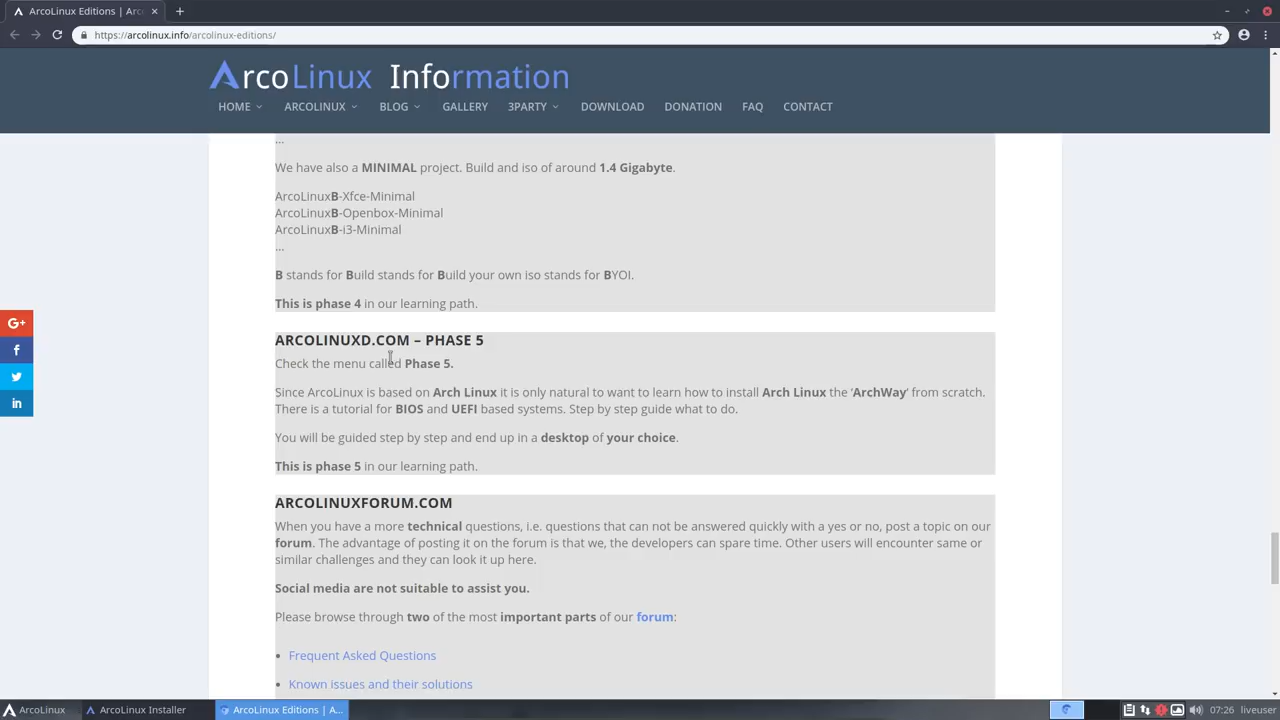 ArcoLinux Editions | Arc
https://arcolinux.info/arcolinux-editions/
ArcoLinux Information
HOME ARCOLINUX BLOG GALLERY 3PARTY DOWNLOAD DONATION FAQ CONTACT
...
We have also a MINIMAL project. Build and iso of around 1.4 Gigabyte.
ArcoLinuxB-Xfce-Minimal
ArcoLinuxB-Openbox-Minimal
ArcoLinuxB-i3-Minimal
...
B stands for Build stands for Build your own iso stands for BYOI.
This is phase 4 in our learning path.
ARCOLINUXD.COM – PHASE 5
Check the menu called Phase 5.
Since ArcoLinux is based on Arch Linux it is only natural to want to learn how to install Arch Linux the ‘ArchWay‘ from scratch.
There is a tutorial for BIOS and UEFI based systems. Step by step guide what to do.
You will be guided step by step and end up in a desktop of your choice.
This is phase 5 in our learning path.
ARCOLINUXFORUM.COM
When you have a more technical questions, i.e. questions that can not be answered quickly with a yes or no, post a topic on our
forum. The advantage of posting it on the forum is that we, the developers can spare time. Other users will encounter same or
similar challenges and they can look it up here.
Social media are not suitable to assist you.
Please browse through two of the most important parts of our forum:
• Frequent Asked Questions
• Known issues and their solutions
G+
f
in
ArcoLinux ArcoLinux Installer ArcoLinux Editions | A... 07:26 liveuser